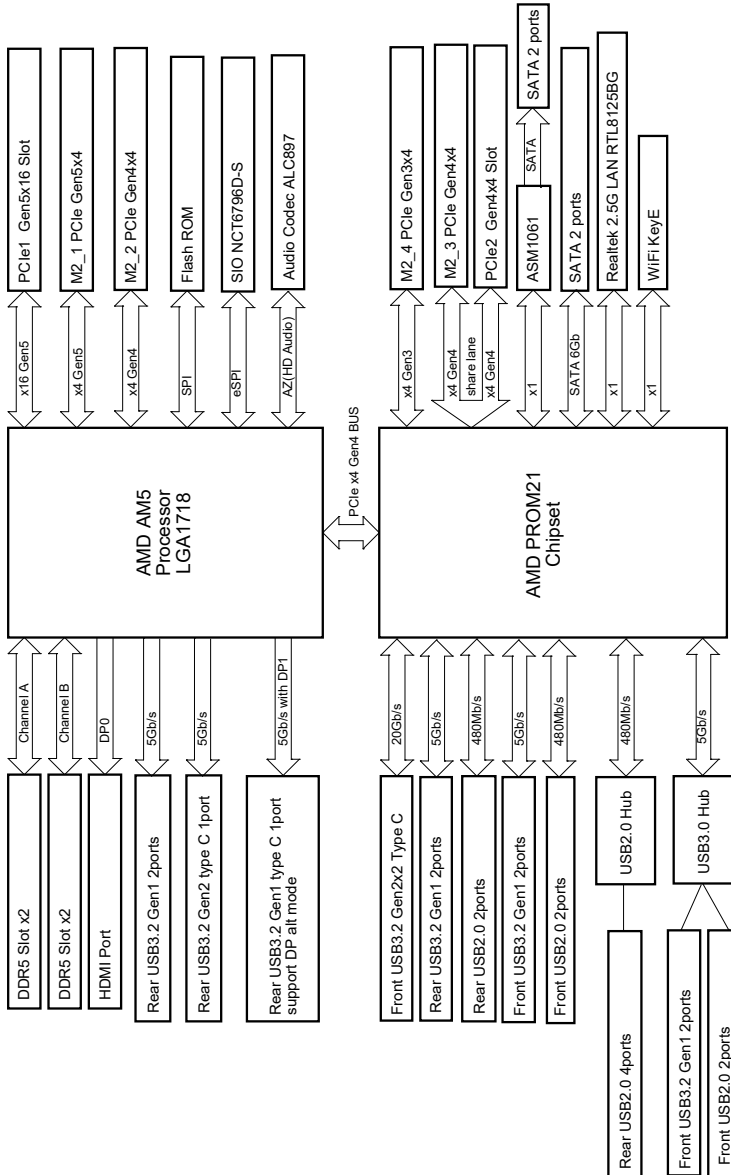 PCIe1 Gen5x16 Slot
M2_1 PCIe Gen5x4
M2_2 PCIe Gen4x4
Flash ROM
SIO NCT6796D-S
Audio Codec ALC897
x16 Gen5
x4 Gen5
x4 Gen4
SPI
eSPI
AZ(HD Audio)
AMD AM5
Processor
LGA1718
Channel A
Channel B
DP0
5Gb/s
5Gb/s
5Gb/s with DP1
DDR5 Slot x2
DDR5 Slot x2
HDMI Port
Rear USB3.2 Gen1 2ports
Rear USB3.2 Gen2 type C 1port
Rear USB3.2 Gen1 type C 1port
support DP alt mode
PCIe x4 Gen4 BUS
SATA 2 ports
SATA
M2_4 PCIe Gen3x4
M2_3 PCIe Gen4x4
PCIe2 Gen4x4 Slot
ASM1061
SATA 2 ports
Realtek 2.5G LAN RTL8125BG
WiFi KeyE
x4 Gen3
x4 Gen4
share lane
x4 Gen4
x1
SATA 6Gb
x1
x1
AMD PROM21
Chipset
20Gb/s
5Gb/s
480Mb/s
5Gb/s
480Mb/s
480Mb/s
5Gb/s
Front USB3.2 Gen2x2 Type C
Rear USB3.2 Gen1 2ports
Rear USB2.0 2ports
Front USB3.2 Gen1 2ports
Front USB2.0 2ports
USB2.0 Hub
USB3.0 Hub
Rear USB2.0 4ports
Front USB3.2 Gen1 2ports
Front USB2.0 2ports